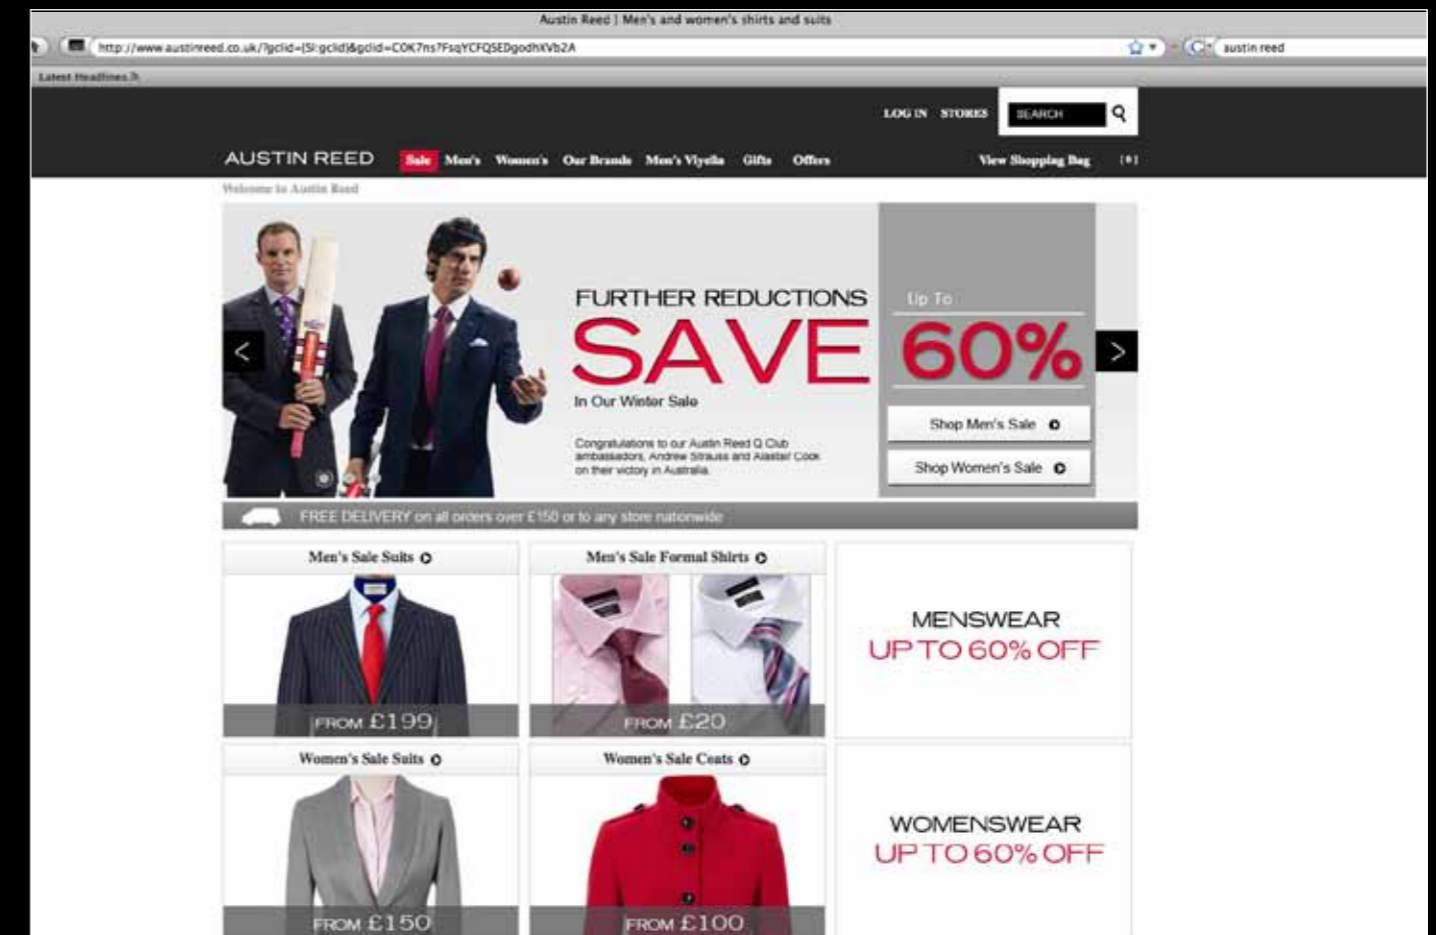 Austin Reed | Men's and women's shirts and suits
austin reed
Latest Headlines
LOG IN STORES SEARCH
AUSTIN REED Sale Men's Women's Our Brands Men's Viyella Gifts Offers View Shopping Bag [0]
Welcome to Austin Reed
FURTHER REDUCTIONS
SAVE
In Our Winter Sale
Congratulations to our Austin Reed Q Club
ambassadors, Andrew Strauss and Alastair Cook
on their victory in Australia.
Up To
60%
Shop Men's Sale
Shop Women's Sale
FREE DELIVERY on all orders over £150 or to any store nationwide
Men's Sale Suits
Men's Sale Formal Shirts
MENSWEAR
UP TO 60% OFF
FROM £199
FROM £20
Women's Sale Suits
Women's Sale Coats
WOMENSWEAR
UP TO 60% OFF
FROM £150
FROM £100